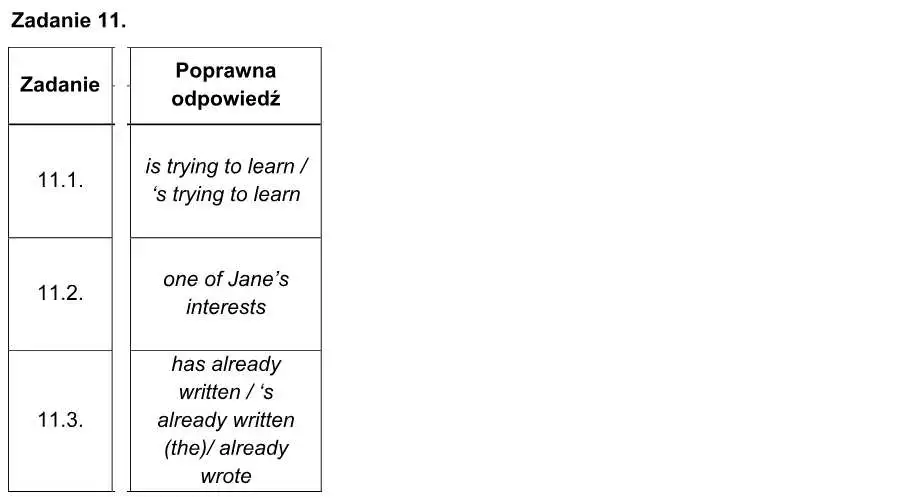 Zadanie 11.
Zadanie
Poprawna
odpowiedź
11.1.
is trying to learn /
‘s trying to learn
11.2.
one of Jane’s
interests
11.3.
has already
written / ‘s
already written
(the)/ already
wrote